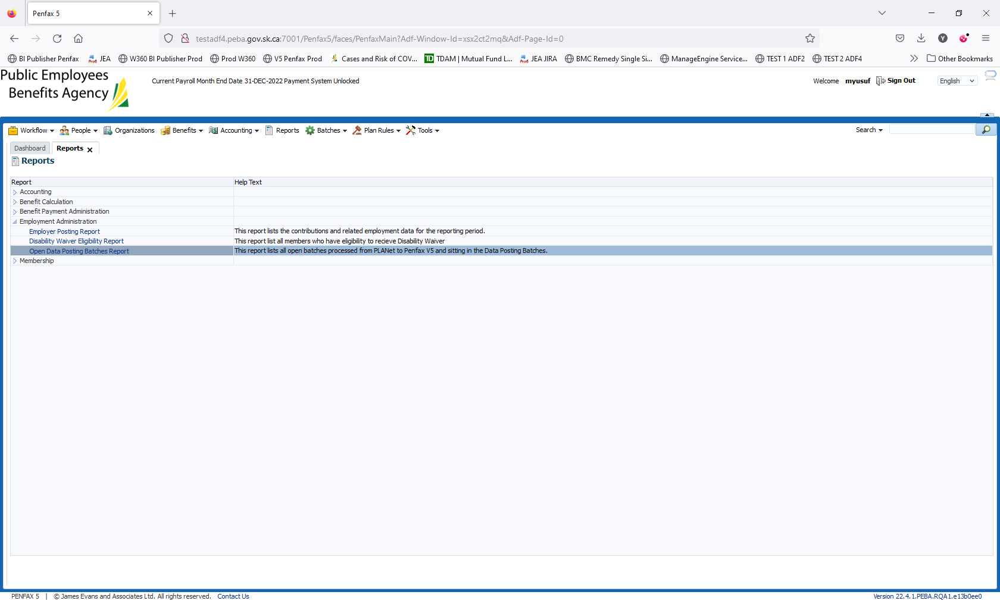 Penfax 5
testadf4.peba.gov.sk.ca:7001/Penfax5/faces/PenfaxMain?Adf-Window-Id=xsx2ct2mq&Adf-Page-Id=0
Y
BI Publisher Penfax JEA W360 BI Publisher Prod Prod W360 V5 Penfax Prod Cases and Risk of COV... TD TDAM | Mutual Fund L... JEA JIRA BMC Remedy Single Si... ManageEngine Service... TEST 1 ADF2 TEST 2 ADF4 Other Bookmarks
Public Employees
Benefits Agency
Current Payroll Month End Date 31-DEC-2022 Payment System Unlocked
Welcome myusuf Sign Out English
Workflow People Organizations Benefits Accounting Reports Batches Plan Rules Tools Search
Dashboard Reports
Reports
Report Help Text
Accounting
Benefit Calculation
Benefit Payment Administration
Employment Administration
Employer Posting Report This report lists the contributions and related employment data for the reporting period.
Disability Waiver Eligibility Report This report list all members who have eligibility to recieve Disability Waiver
Open Data Posting Batches Report This report lists all open batches processed from PLANet to Penfax V5 and sitting in the Data Posting Batches.
Membership
PENFAX 5 | © James Evans and Associates Ltd. All rights reserved. Contact Us
Version 22.4.1.PEBA.RQA1.e13b0ee0